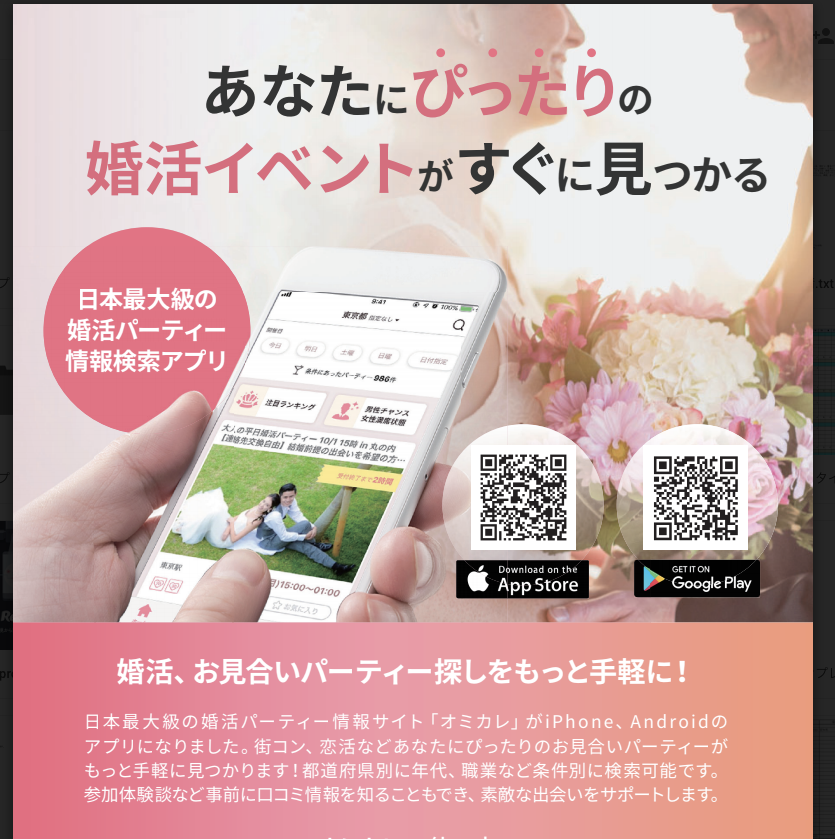 あなたにぴったりの
婚活イベントがすぐに見つかる
日本最大級の
婚活パーティー
情報検索アプリ
9:41
100%
東京都 指定なし
開催日
今日 明日 土曜 日曜 日付指定
条件にあったパーティー 986件
注目ランキング
男性チャンス
女性満席状態
大人の平日婚活パーティー 10/1 15時 in 丸の内
【連絡先交換自由】結婚前提の出会いを希望の方…
受付終了まで2時間
東京駅
15:00〜01:00
お気に入り
Download on the
App Store
GET IT ON
Google Play
婚活、お見合いパーティー探しをもっと手軽に！
日本最大級の婚活パーティー情報サイト「オミカレ」がiPhone、Androidの
アプリになりました。街コン、恋活などあなたにぴったりのお見合いパーティーが
もっと手軽に見つかります！都道府県別に年代、職業など条件別に検索可能です。
参加体験談など事前に口コミ情報を知ることもでき、素敵な出会いをサポートします。
.txt